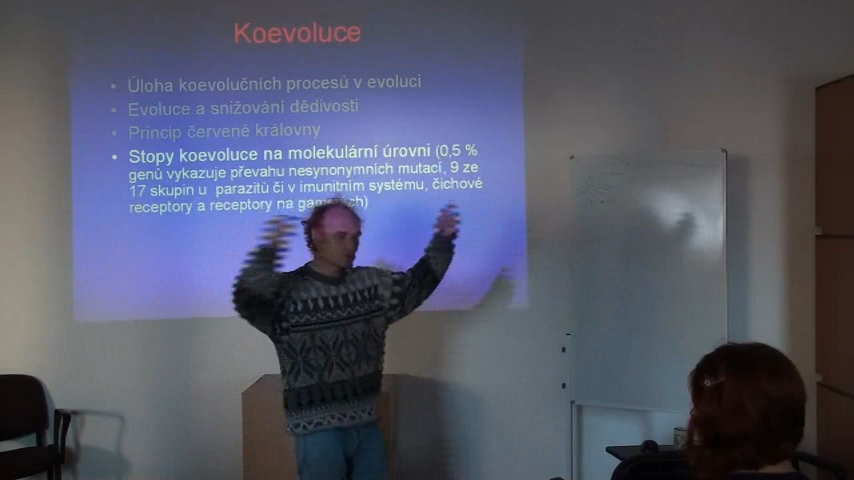 Koevoluce
• Úloha koevolučních procesů v evoluci
• Evoluce a snižování dědivosti
• Princip červené královny
• Stopy koevoluce na molekulární úrovni (0,5 %
genů vykazuje převahu nesynonymních mutací, 9 ze
17 skupin u parazitů či v imunitním systému, čichové
receptory a receptory na